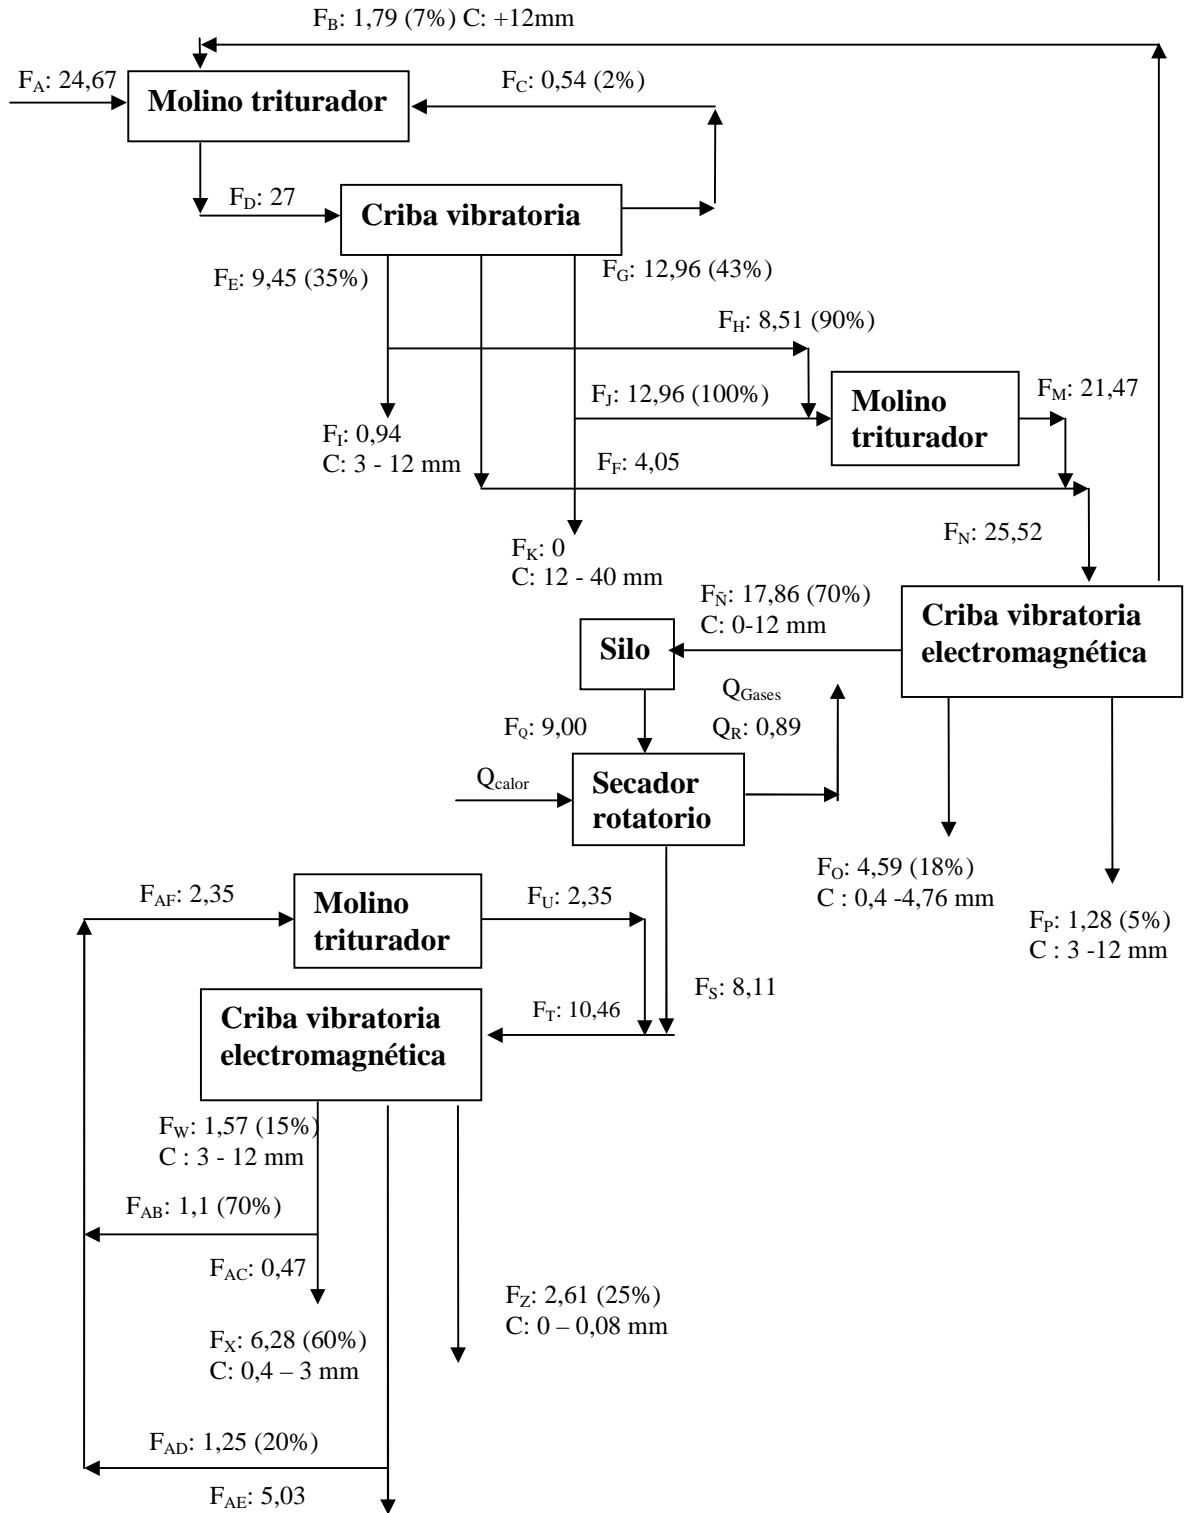 F_B: 1,79 (7%) C: +12mm
F_A: 24,67
Molino triturador
F_C: 0,54 (2%)
F_D: 27
Criba vibratoria
F_E: 9,45 (35%)
F_G: 12,96 (43%)
F_H: 8,51 (90%)
F_J: 12,96 (100%)
Molino
triturador
F_M: 21,47
F_I: 0,94
C: 3 - 12 mm
F_F: 4,05
F_N: 25,52
F_K: 0
C: 12 - 40 mm
F_Ñ: 17,86 (70%)
C: 0-12 mm
Criba vibratoria
electromagnética
Silo
Q_Gases
F_Q: 9,00
Q_R: 0,89
Q_calor
Secador
rotatorio
F_O: 4,59 (18%)
C : 0,4 -4,76 mm
F_P: 1,28 (5%)
C : 3 -12 mm
F_AF: 2,35
Molino
triturador
F_U: 2,35
F_S: 8,11
F_T: 10,46
Criba vibratoria
electromagnética
F_W: 1,57 (15%)
C : 3 - 12 mm
F_AB: 1,1 (70%)
F_AC: 0,47
F_Z: 2,61 (25%)
C: 0 – 0,08 mm
F_X: 6,28 (60%)
C: 0,4 – 3 mm
F_AD: 1,25 (20%)
F_AE: 5,03